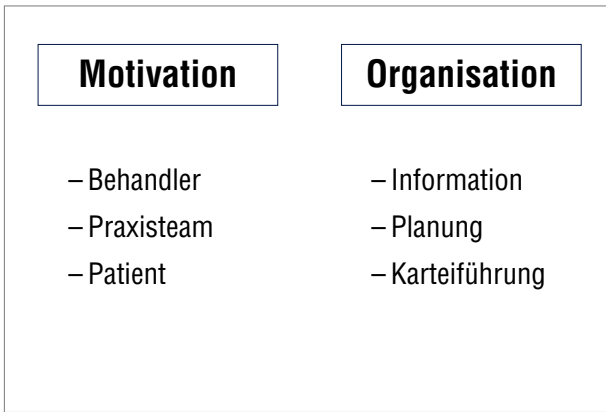 Motivation
– Behandler
– Praxisteam
– Patient
Organisation
– Information
– Planung
– Karteiführung